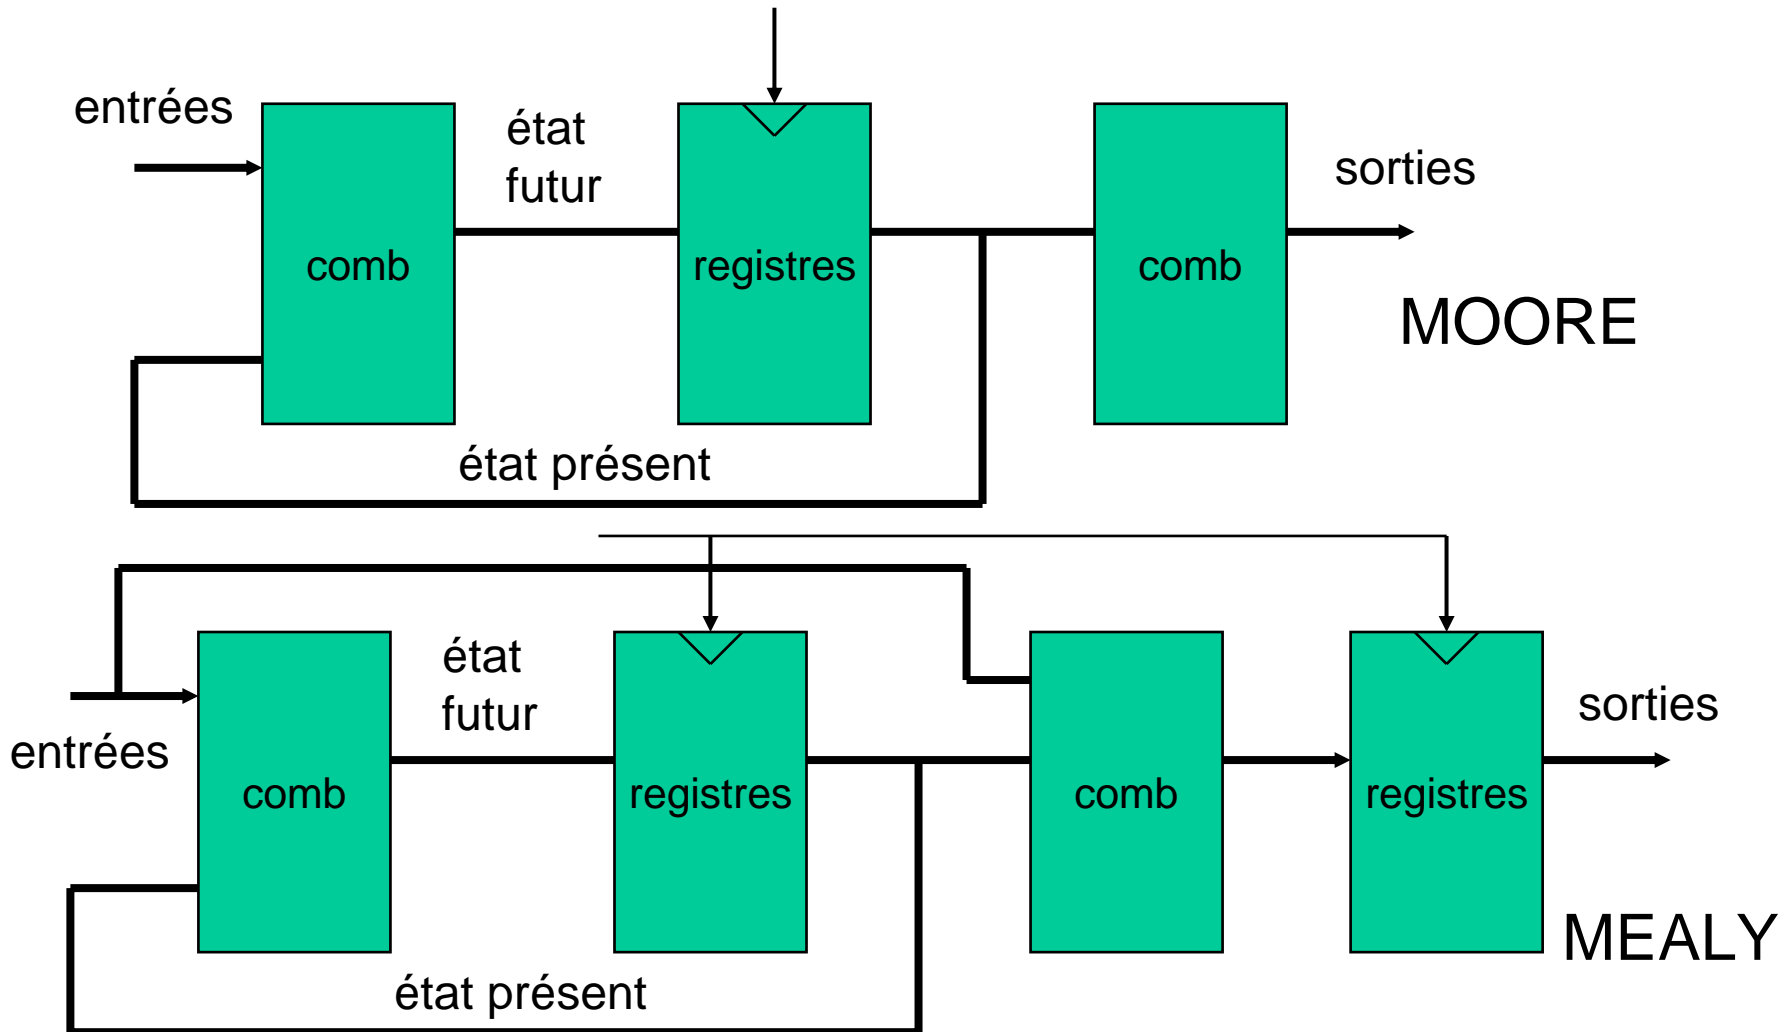 entrées
état
futur
sorties
comb
registres
comb
MOORE
état présent
état
futur
sorties
entrées
comb
registres
comb
registres
MEALY
état présent